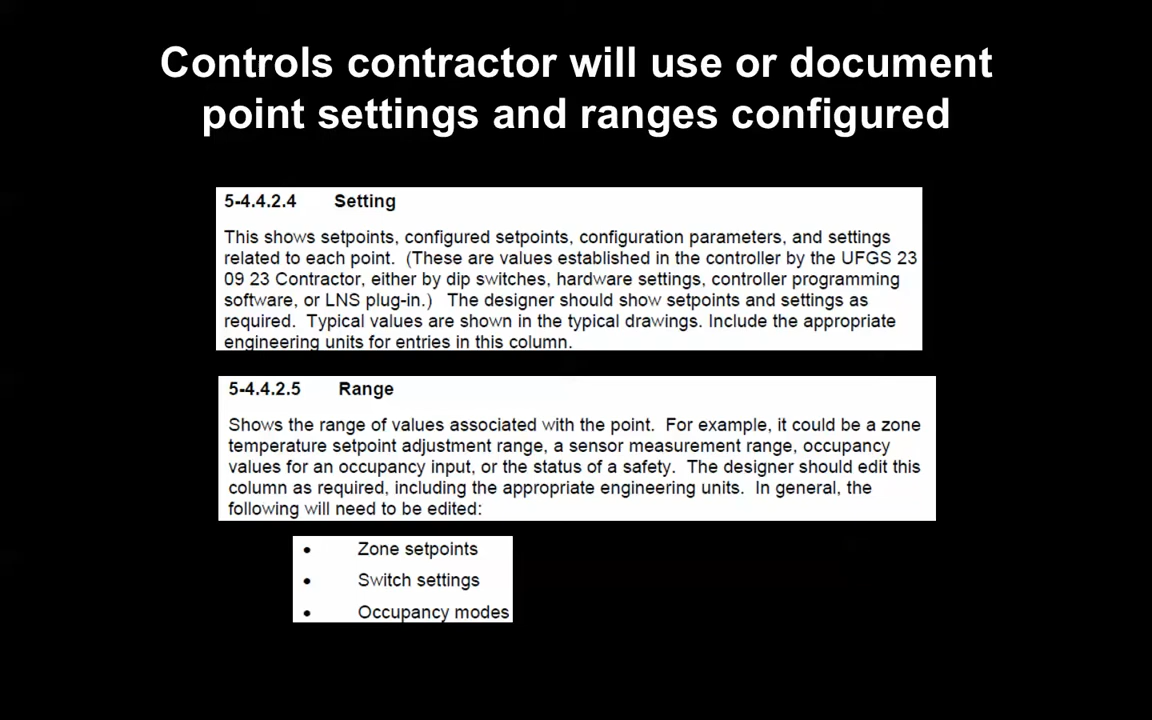 Controls contractor will use or document
point settings and ranges configured
5-4.4.2.4 Setting
This shows setpoints, configured setpoints, configuration parameters, and settings
related to each point. (These are values established in the controller by the UFGS 23
09 23 Contractor, either by dip switches, hardware settings, controller programming
software, or LNS plug-in.) The designer should show setpoints and settings as
required. Typical values are shown in the typical drawings. Include the appropriate
engineering units for entries in this column.
5-4.4.2.5 Range
Shows the range of values associated with the point. For example, it could be a zone
temperature setpoint adjustment range, a sensor measurement range, occupancy
values for an occupancy input, or the status of a safety. The designer should edit this
column as required, including the appropriate engineering units. In general, the
following will need to be edited:
• Zone setpoints
• Switch settings
• Occupancy modes